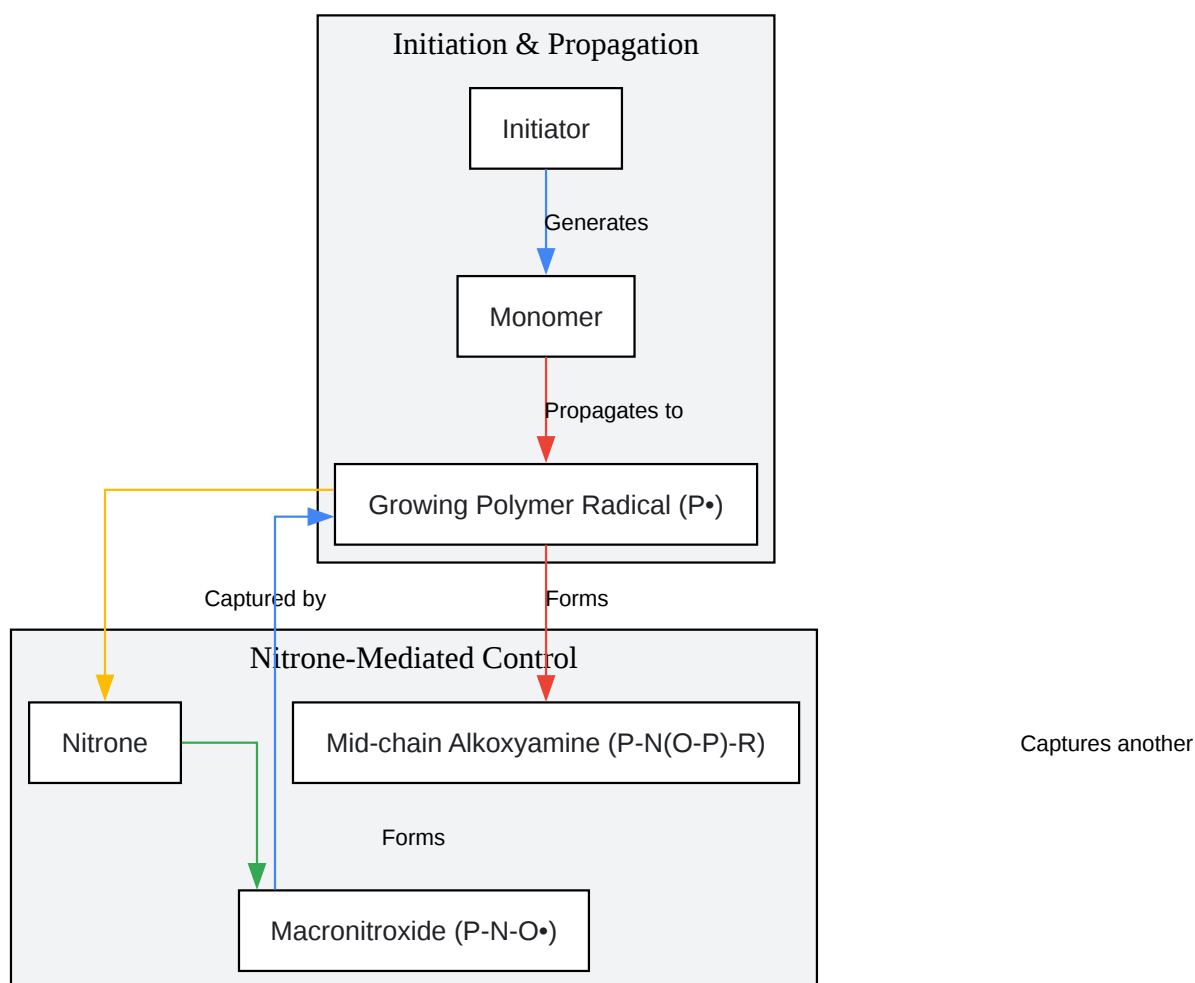 Initiation & Propagation
Initiator
Generates
Monomer
Propagates to
Growing Polymer Radical (P•)
Captured by
Forms
Nitrone-Mediated Control
Nitrone
Mid-chain Alkoxyamine (P-N(O-P)-R)
Captures another
Forms
Macronitroxide (P-N-O•)